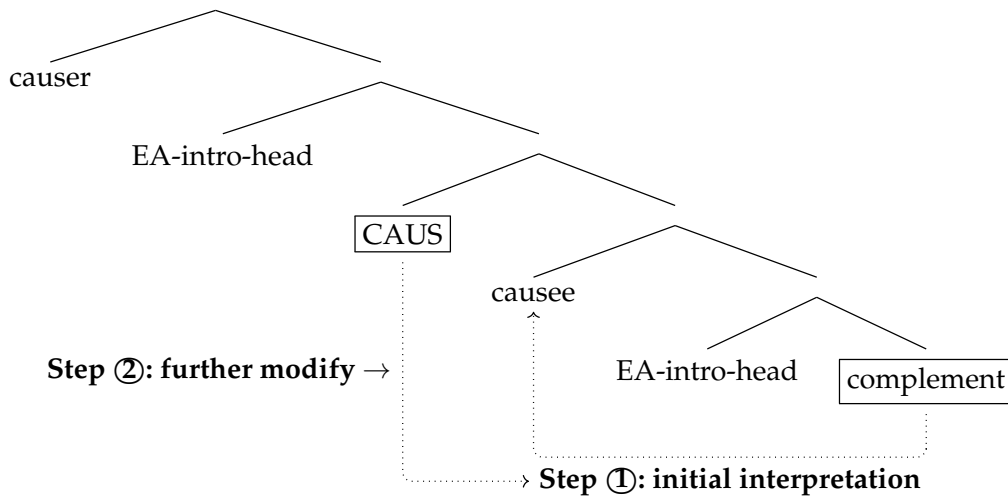 causer
EA-intro-head
CAUS
causee
Step ②: further modify →
EA-intro-head
complement
Step ①: initial interpretation